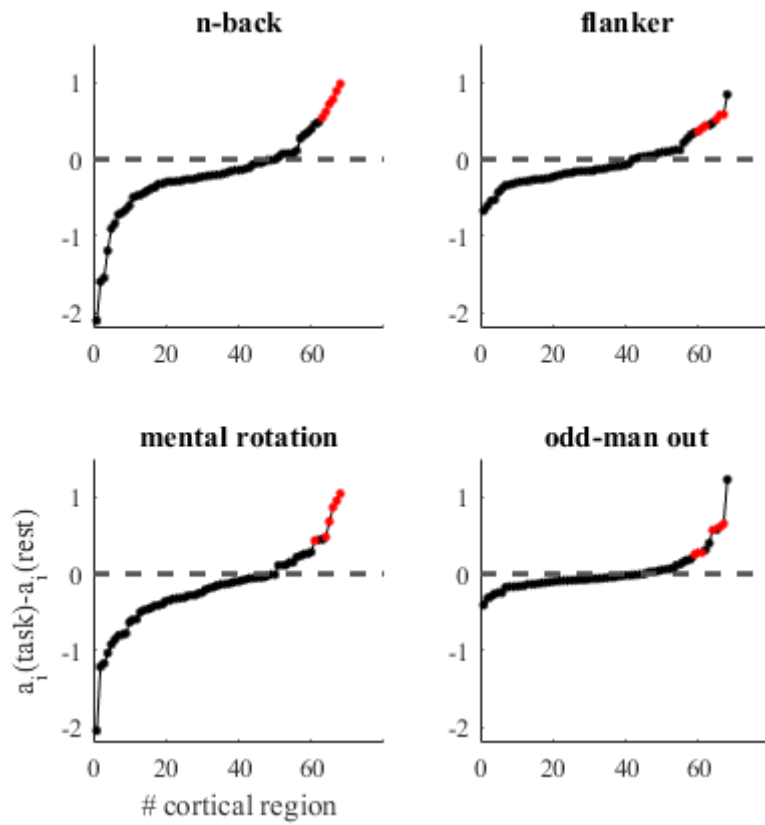 n-back
1
0
-1
-2
0 20 40 60
flanker
1
0
-1
-2
0 20 40 60
mental rotation
a_i(task)-a_i(rest)
1
0
-1
-2
0 20 40 60
# cortical region
odd-man out
1
0
-1
-2
0 20 40 60